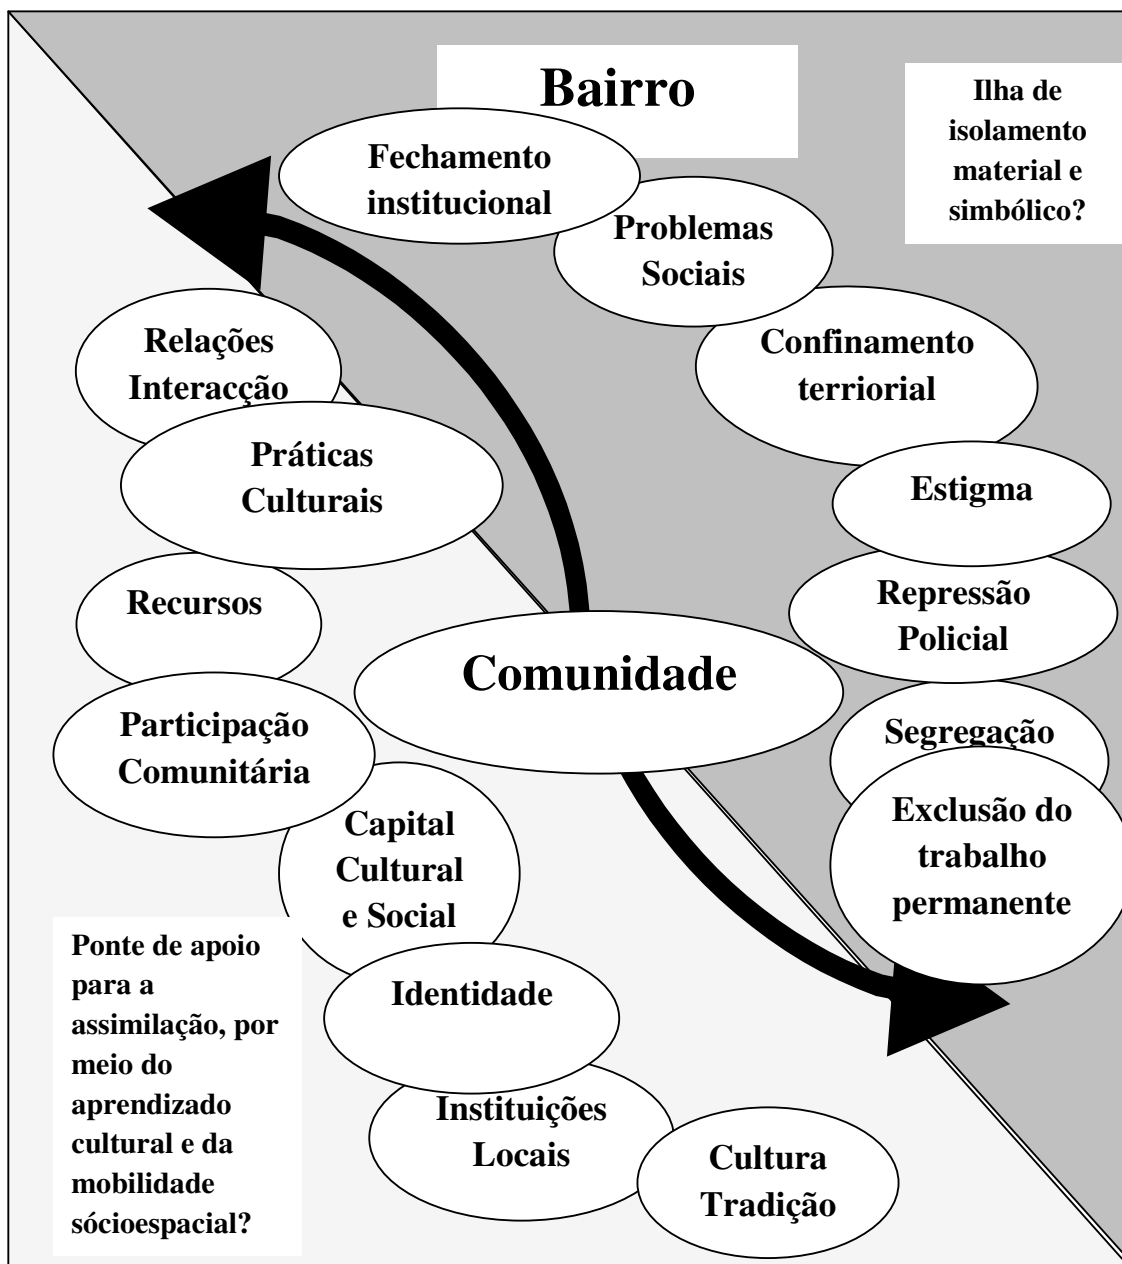 Bairro
Ilha de
isolamento
material e
simbólico?
Fechamento
institucional
Problemas
Sociais
Confinamento
terriorial
Estigma
Repressão
Policial
Segregação
Exclusão do
trabalho
permanente
Relações
Interacção
Práticas
Culturais
Recursos
Comunidade
Participação
Comunitária
Capital
Cultural
e Social
Identidade
Instituições
Locais
Cultura
Tradição
Ponte de apoio
para a
assimilação, por
meio do
aprendizado
cultural e da
mobilidade
sócioespacial?